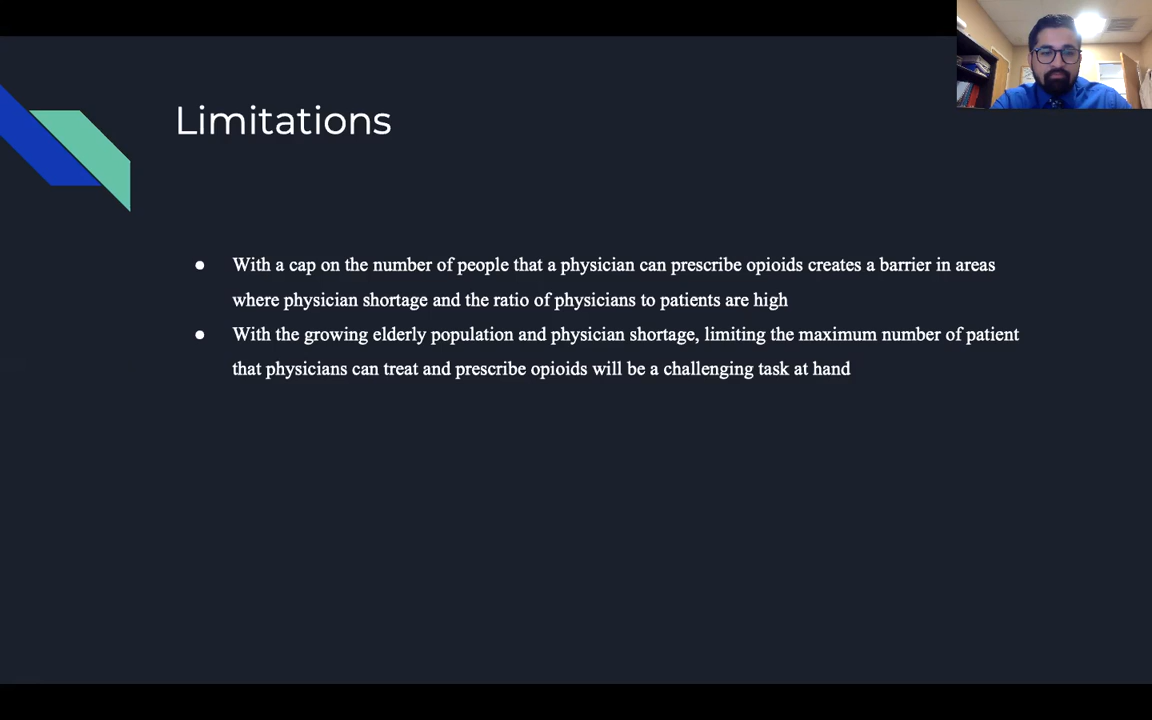 Limitations
● With a cap on the number of people that a physician can prescribe opioids creates a barrier in areas
where physician shortage and the ratio of physicians to patients are high
● With the growing elderly population and physician shortage, limiting the maximum number of patient
that physicians can treat and prescribe opioids will be a challenging task at hand